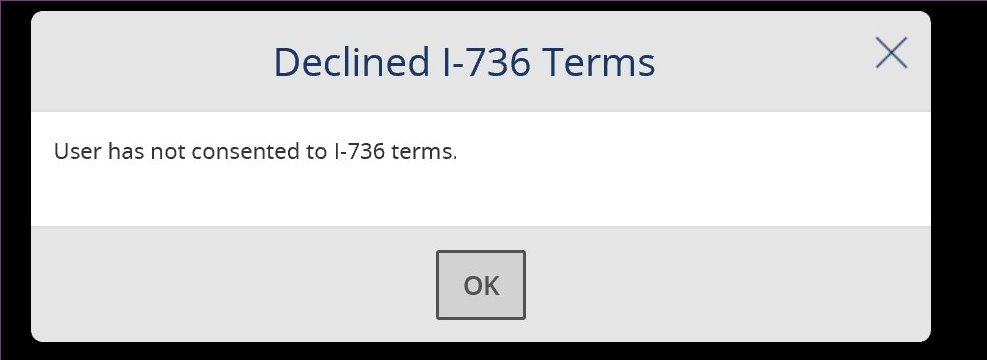 Declined I-736 Terms
User has not consented to I-736 terms.
OK